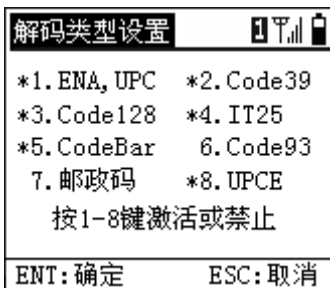 解码类型设置 1
*1.ENA,UPC *2.Code39
*3.Code128 *4.IT25
*5.CodeBar 6.Code93
7.邮政码 *8.UPCE
按1-8键激活或禁止
ENT:确定 ESC:取消